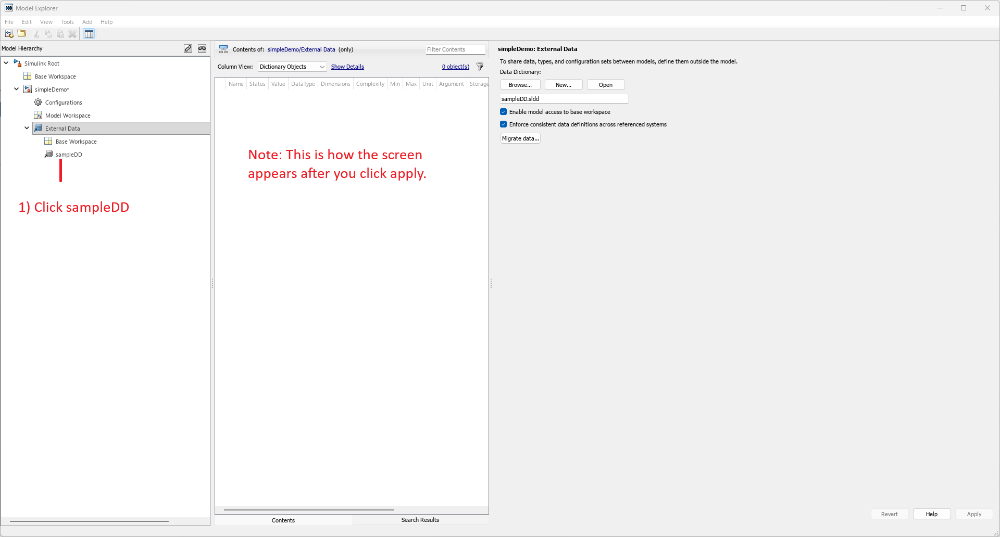 Model Explorer
File Edit View Tools Add Help
Model Hierarchy
Simulink Root
Base Workspace
simpleDemo*
Configurations
Model Workspace
External Data
Base Workspace
sampleDD
1) Click sampleDD
Contents of: simpleDemo/External Data (only)
Filter Contents
Column View: Dictionary Objects Show Details 0 object(s)
Name Status Value DataType Dimensions Complexity Min Max Unit Argument Storage
Note: This is how the screen
appears after you click apply.
Contents Search Results
simpleDemo: External Data
To share data, types, and configuration sets between models, define them outside the model.
Data Dictionary:
Browse... New... Open
sampleDD.sldd
Enable model access to base workspace
Enforce consistent data definitions across referenced systems
Migrate data...
Revert Help Apply